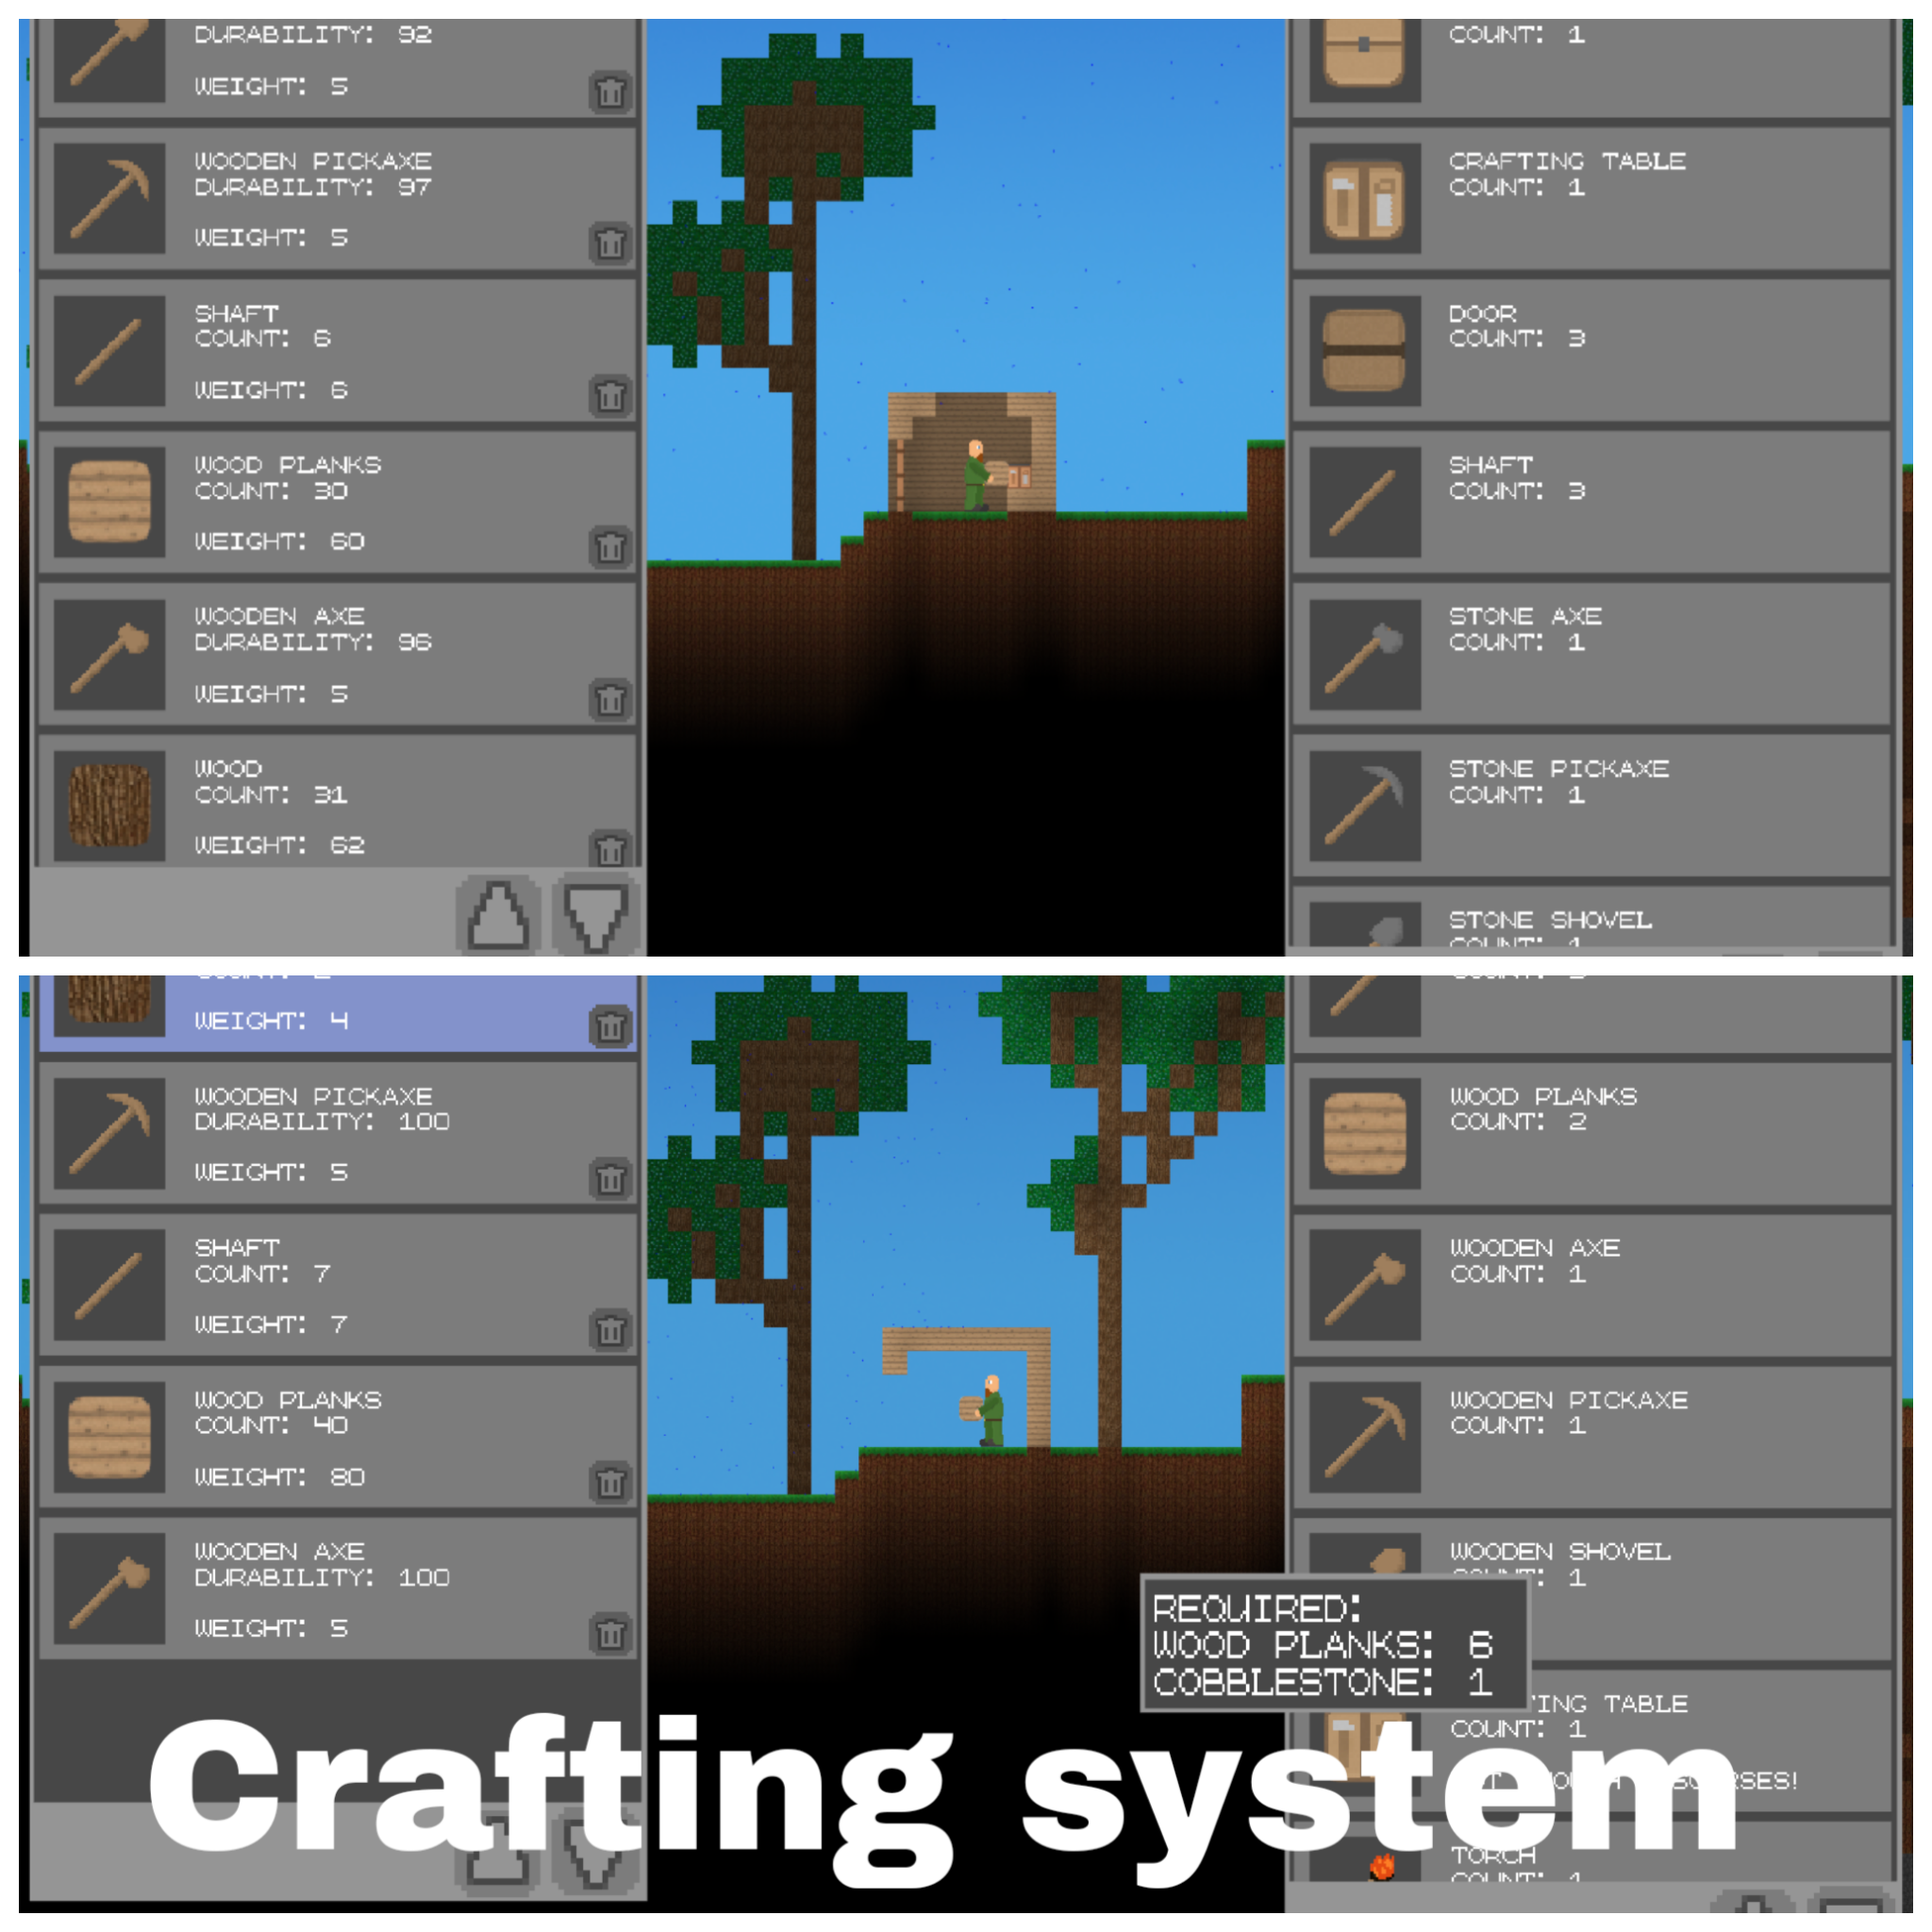 DURABILITY: 92
WEIGHT: 5
WOODEN PICKAXE
DURABILITY: 97
WEIGHT: 5
SHAFT
COUNT: 6
WEIGHT: 6
WOOD PLANKS
COUNT: 30
WEIGHT: 60
WOODEN AXE
DURABILITY: 96
WEIGHT: 5
WOOD
COUNT: 31
WEIGHT: 62
COUNT: 1
CRAFTING TABLE
COUNT: 1
DOOR
COUNT: 3
SHAFT
COUNT: 3
STONE AXE
COUNT: 1
STONE PICKAXE
COUNT: 1
STONE SHOVEL
COUNT: 1
WEIGHT: 4
WOODEN PICKAXE
DURABILITY: 100
WEIGHT: 5
SHAFT
COUNT: 7
WEIGHT: 7
WOOD PLANKS
COUNT: 40
WEIGHT: 80
WOODEN AXE
DURABILITY: 100
WEIGHT: 5
WOOD PLANKS
COUNT: 2
WOODEN AXE
COUNT: 1
WOODEN PICKAXE
COUNT: 1
WOODEN SHOVEL
COUNT: 1
REQUIRED:
WOOD PLANKS: 6
COBBLESTONE: 1
TABLE
COUNT: 1
TORCH
COUNT: 1
Crafting system